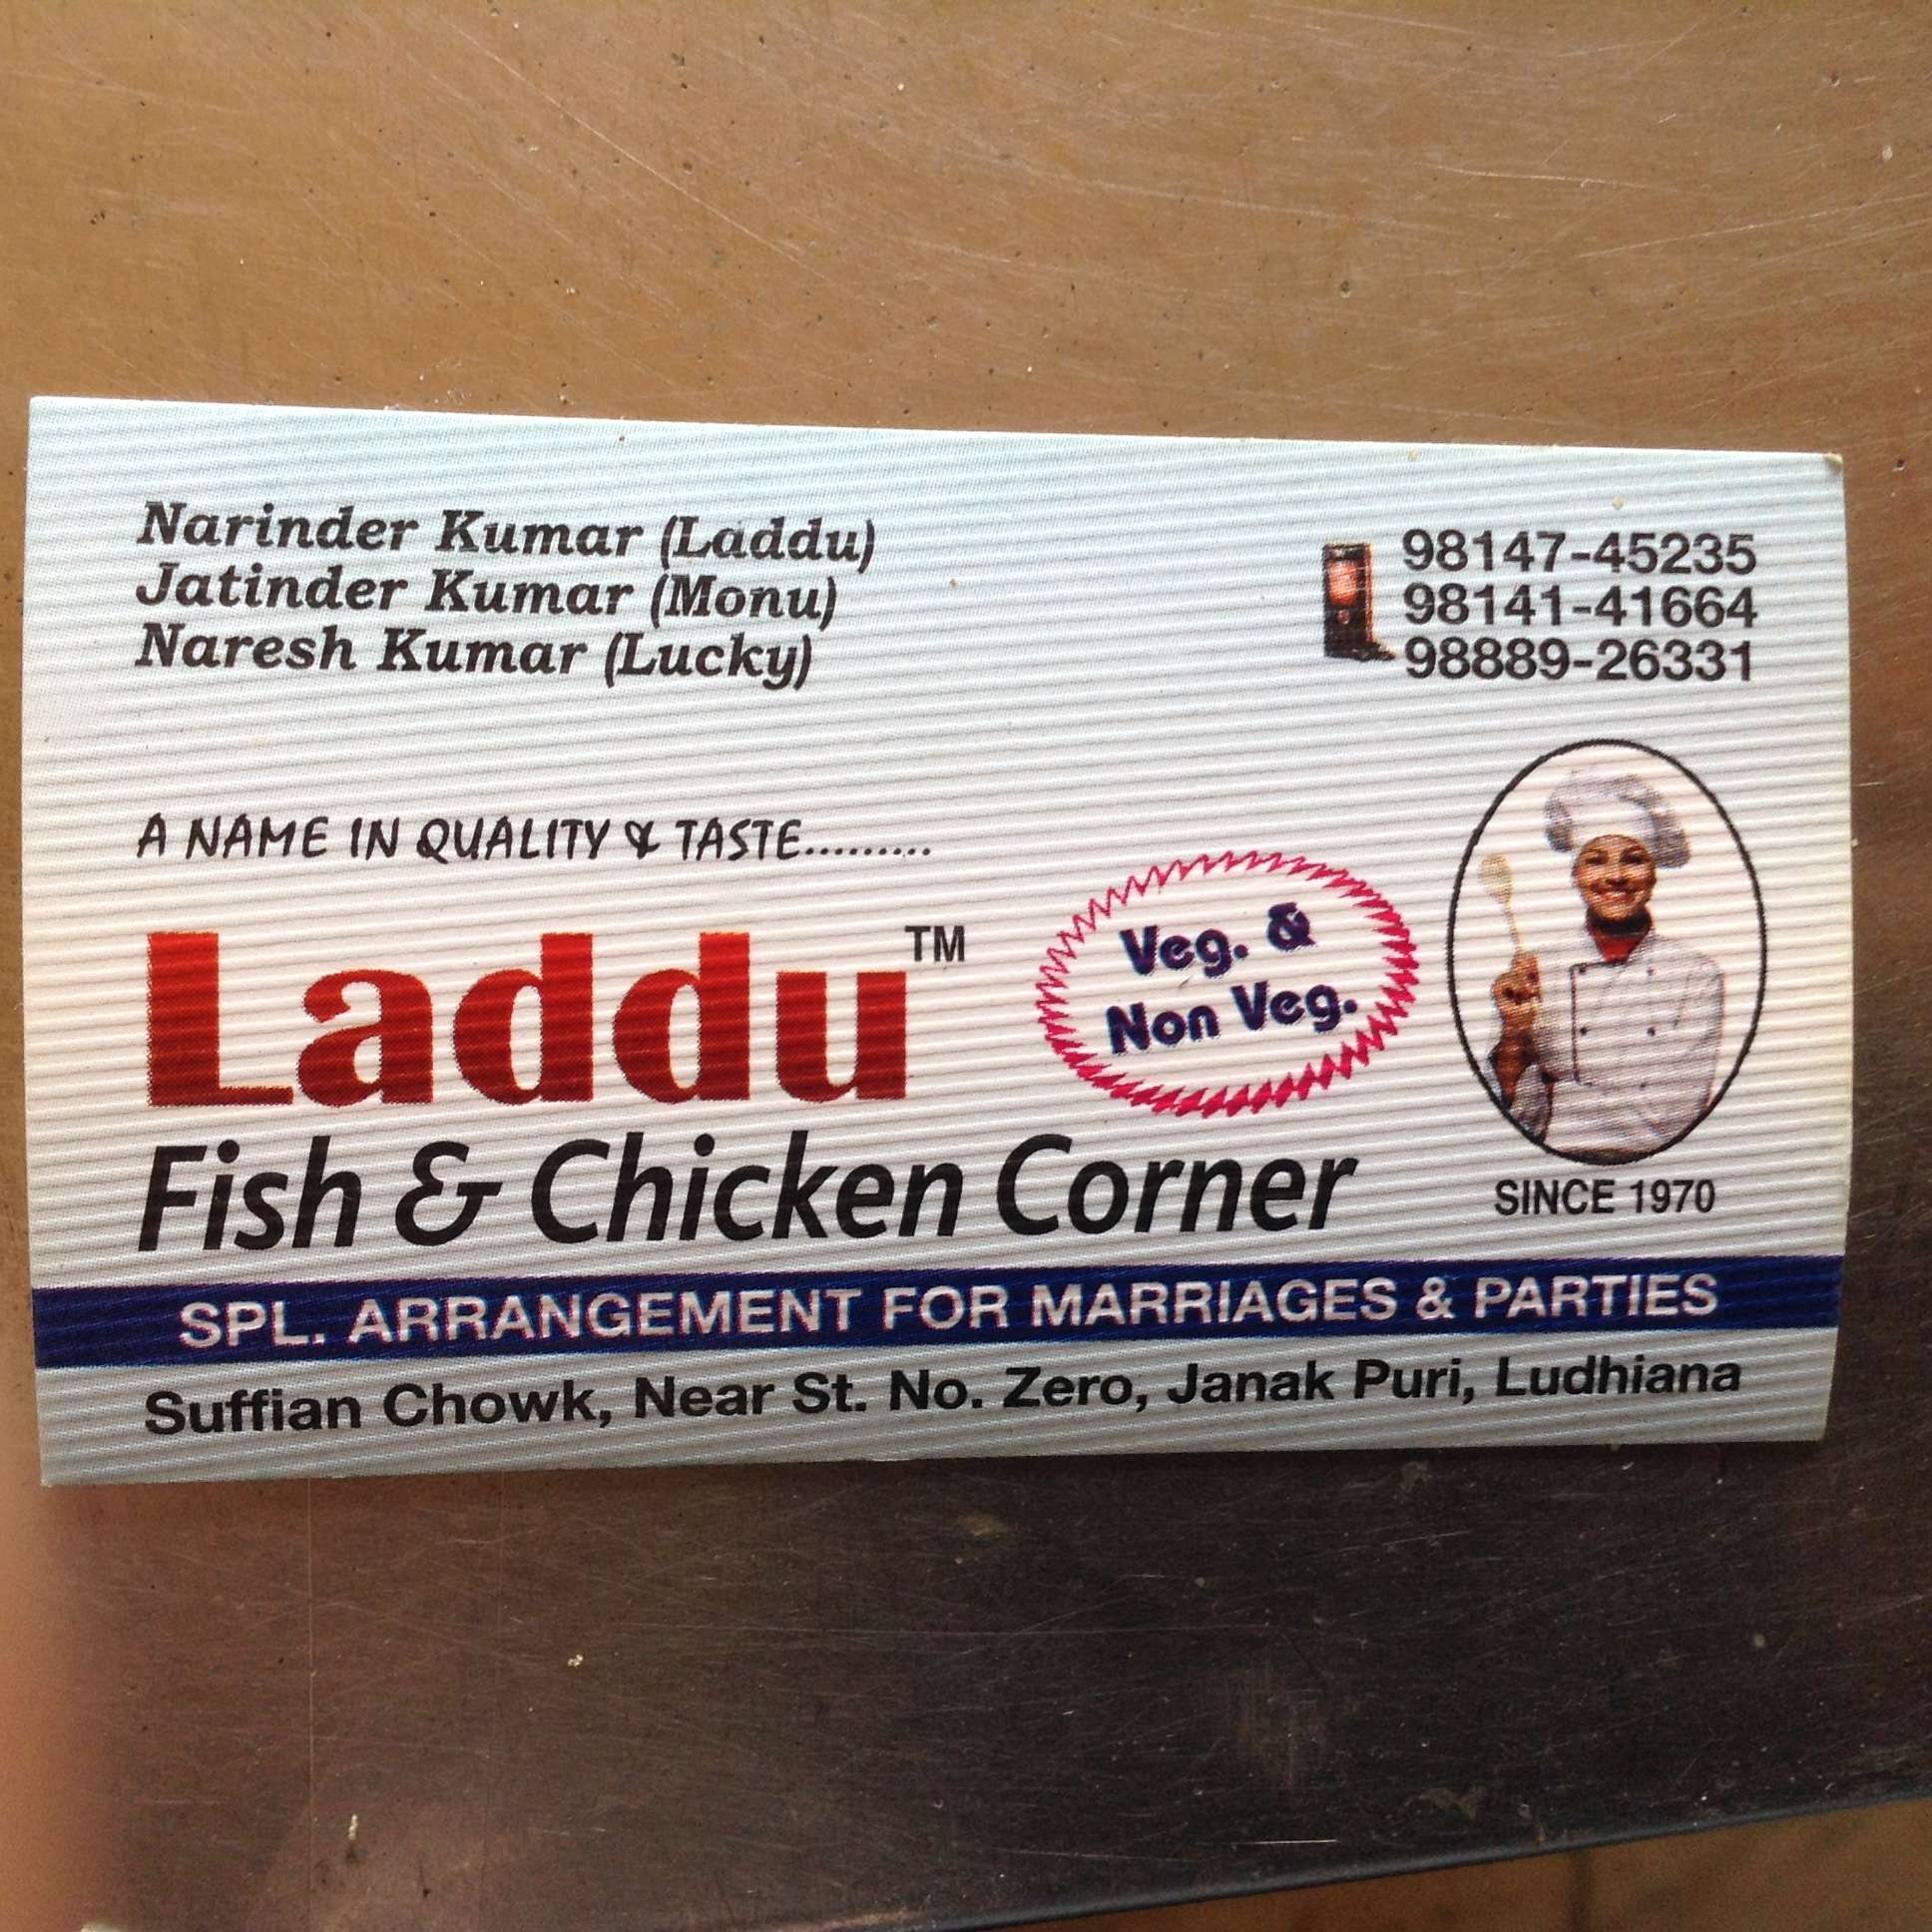 Narinder Kumar (Laddu)
Jatinder Kumar (Monu)
Naresh Kumar (Lucky)
98147-45235
98141-41664
98889-26331
A NAME IN QUALITY & TASTE.........
Laddu™
Veg. &
Non Veg.
Fish & Chicken Corner
SINCE 1970
SPL. ARRANGEMENT FOR MARRIAGES & PARTIES
Suffian Chowk, Near St. No. Zero, Janak Puri, Ludhiana